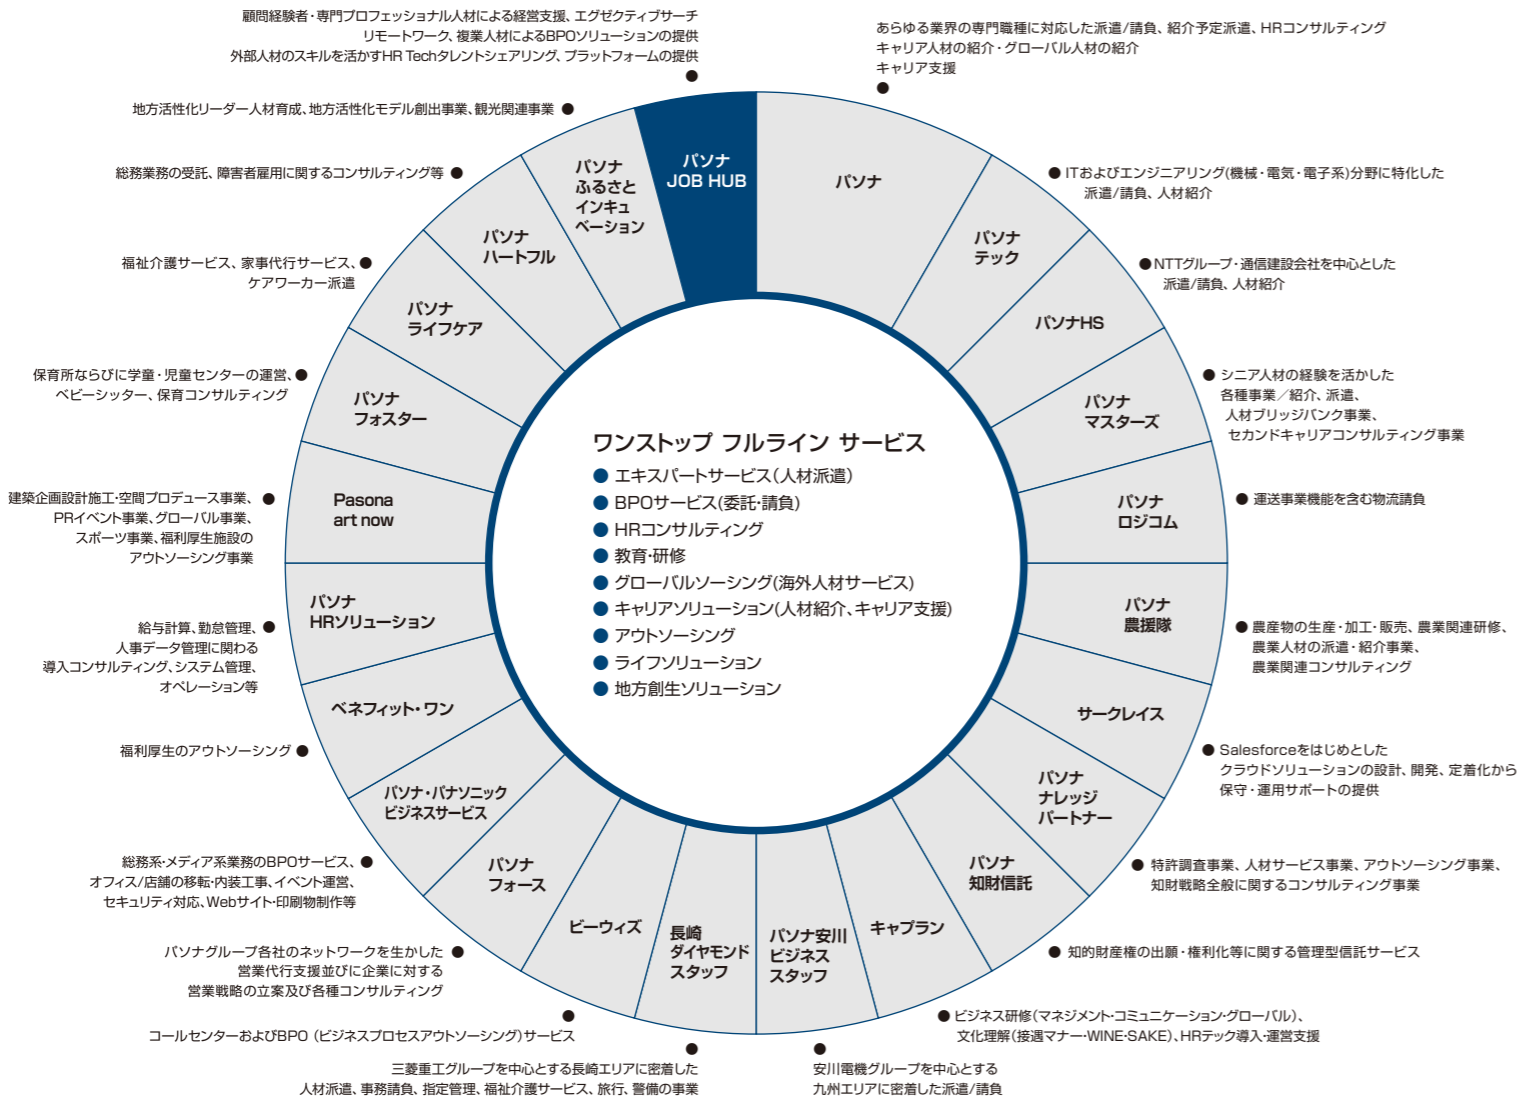 顧問経験者・専門プロフェッショナル人材による経営支援、エグゼクティブサーチ
リモートワーク、複業人材によるBPOソリューションの提供
外部人材のスキルを活かすHR Techタレントシェアリング、プラットフォームの提供
あらゆる業界の専門職種に対応した派遣/請負、紹介予定派遣、HRコンサルティング
キャリア人材の紹介・グローバル人材の紹介
キャリア支援
地方活性化リーダー人材育成、地方活性化モデル創出事業、観光関連事業
総務業務の受託、障害者雇用に関するコンサルティング等
福祉介護サービス、家事代行サービス、
ケアワーカー派遣
保育所ならびに学童・児童センターの運営、
ベビーシッター、保育コンサルティング
建築企画設計施工・空間プロデュース事業、
PRイベント事業、グローバル事業、
スポーツ事業、福利厚生施設の
アウトソーシング事業
給与計算、勤怠管理、
人事データ管理に関わる
導入コンサルティング、システム管理、
オペレーション等
福利厚生のアウトソーシング
総務系・メディア系業務のBPOサービス、
オフィス/店舗の移転・内装工事、イベント運営、
セキュリティ対応、Webサイト・印刷物制作等
パソナグループ各社のネットワークを生かした
営業代行支援並びに企業に対する
営業戦略の立案及び各種コンサルティング
コールセンターおよびBPO（ビジネスプロセスアウトソーシング）サービス
三菱重工グループを中心とする長崎エリアに密着した
人材派遣、事務請負、指定管理、福祉介護サービス、旅行、警備の事業
パソナ
JOB HUB
パソナ
パソナ
テック
パソナHS
パソナ
マスターズ
パソナ
ロジコム
パソナ
農援隊
サークレイス
パソナ
ナレッジ
パートナー
パソナ
知財信託
キャプラン
パソナ安川
ビジネス
スタッフ
長崎
ダイヤモンド
スタッフ
ビーウィズ
パソナ
フォース
パソナ・パナソニック
ビジネスサービス
ベネフィット・ワン
パソナ
HRソリューション
Pasona
art now
パソナ
フォスター
パソナ
ライフケア
パソナ
ハートフル
パソナ
ふるさと
インキュ
ベーション
ワンストップ フルライン サービス
● エキスパートサービス（人材派遣）
● BPOサービス（委託・請負）
● HRコンサルティング
● 教育・研修
● グローバルソーシング（海外人材サービス）
● キャリアソリューション（人材紹介、キャリア支援）
● アウトソーシング
● ライフソリューション
● 地方創生ソリューション
ITおよびエンジニアリング(機械・電気・電子系)分野に特化した
派遣/請負、人材紹介
NTTグループ・通信建設会社を中心とした
派遣/請負、人材紹介
シニア人材の経験を活かした
各種事業／紹介、派遣、
人材ブリッジバンク事業、
セカンドキャリアコンサルティング事業
運送事業機能を含む物流請負
農産物の生産・加工・販売、農業関連研修、
農業人材の派遣・紹介事業、
農業関連コンサルティング
Salesforceをはじめとした
クラウドソリューションの設計、開発、定着化から
保守・運用サポートの提供
特許調査事業、人材サービス事業、アウトソーシング事業、
知財戦略全般に関するコンサルティング事業
知的財産権の出願・権利化等に関する管理型信託サービス
ビジネス研修（マネジメント・コミュニケーション・グローバル）、
文化理解（接遇マナー・WINE・SAKE）、HRテック導入・運営支援
安川電機グループを中心とする
九州エリアに密着した派遣/請負